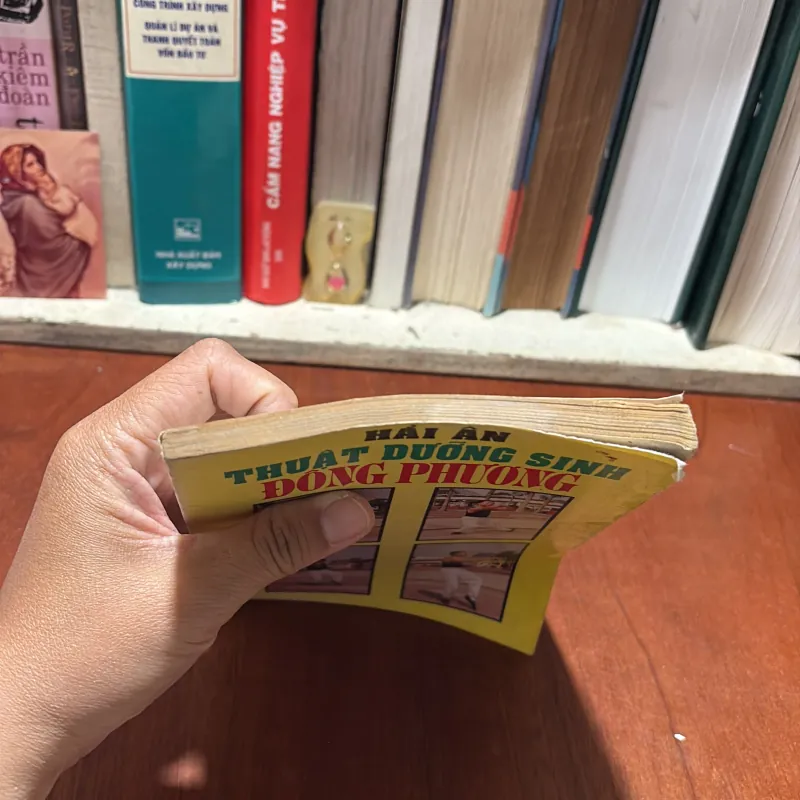 trần
kiêm
đoàn
CÔNG TRÌNH XÂY DỰNG
QUẢN LÍ DỰ ÁN VÀ
THANH QUYẾT TOÁN
VỐN ĐẦU TƯ
NHÀ XUẤT BẢN
XÂY DỰNG
CẨM NANG NGHIỆP VỤ
HẢI ÂN
THUẬT DƯỠNG SINH
ĐÔNG PHƯƠNG